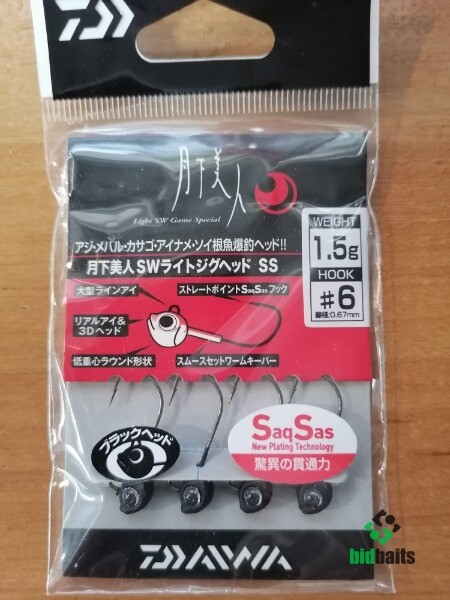 月下美人
Light SW Game Special
WEIGHT
1.5g
HOOK
#6
線径:0.67mm
アジ・メバル・カサゴ・アイナメ・ソイ根魚爆釣ヘッド!!
月下美人SWライトジグヘッド SS
大型ラインアイ
ストレートポイントSaqSasフック
リアルアイ&
3Dヘッド
低重心ラウンド形状
スムースセットワームキーパー
ブラックヘッド
SaqSas
New Plating Technology
驚異の貫通力
DAIWA
bidbaits